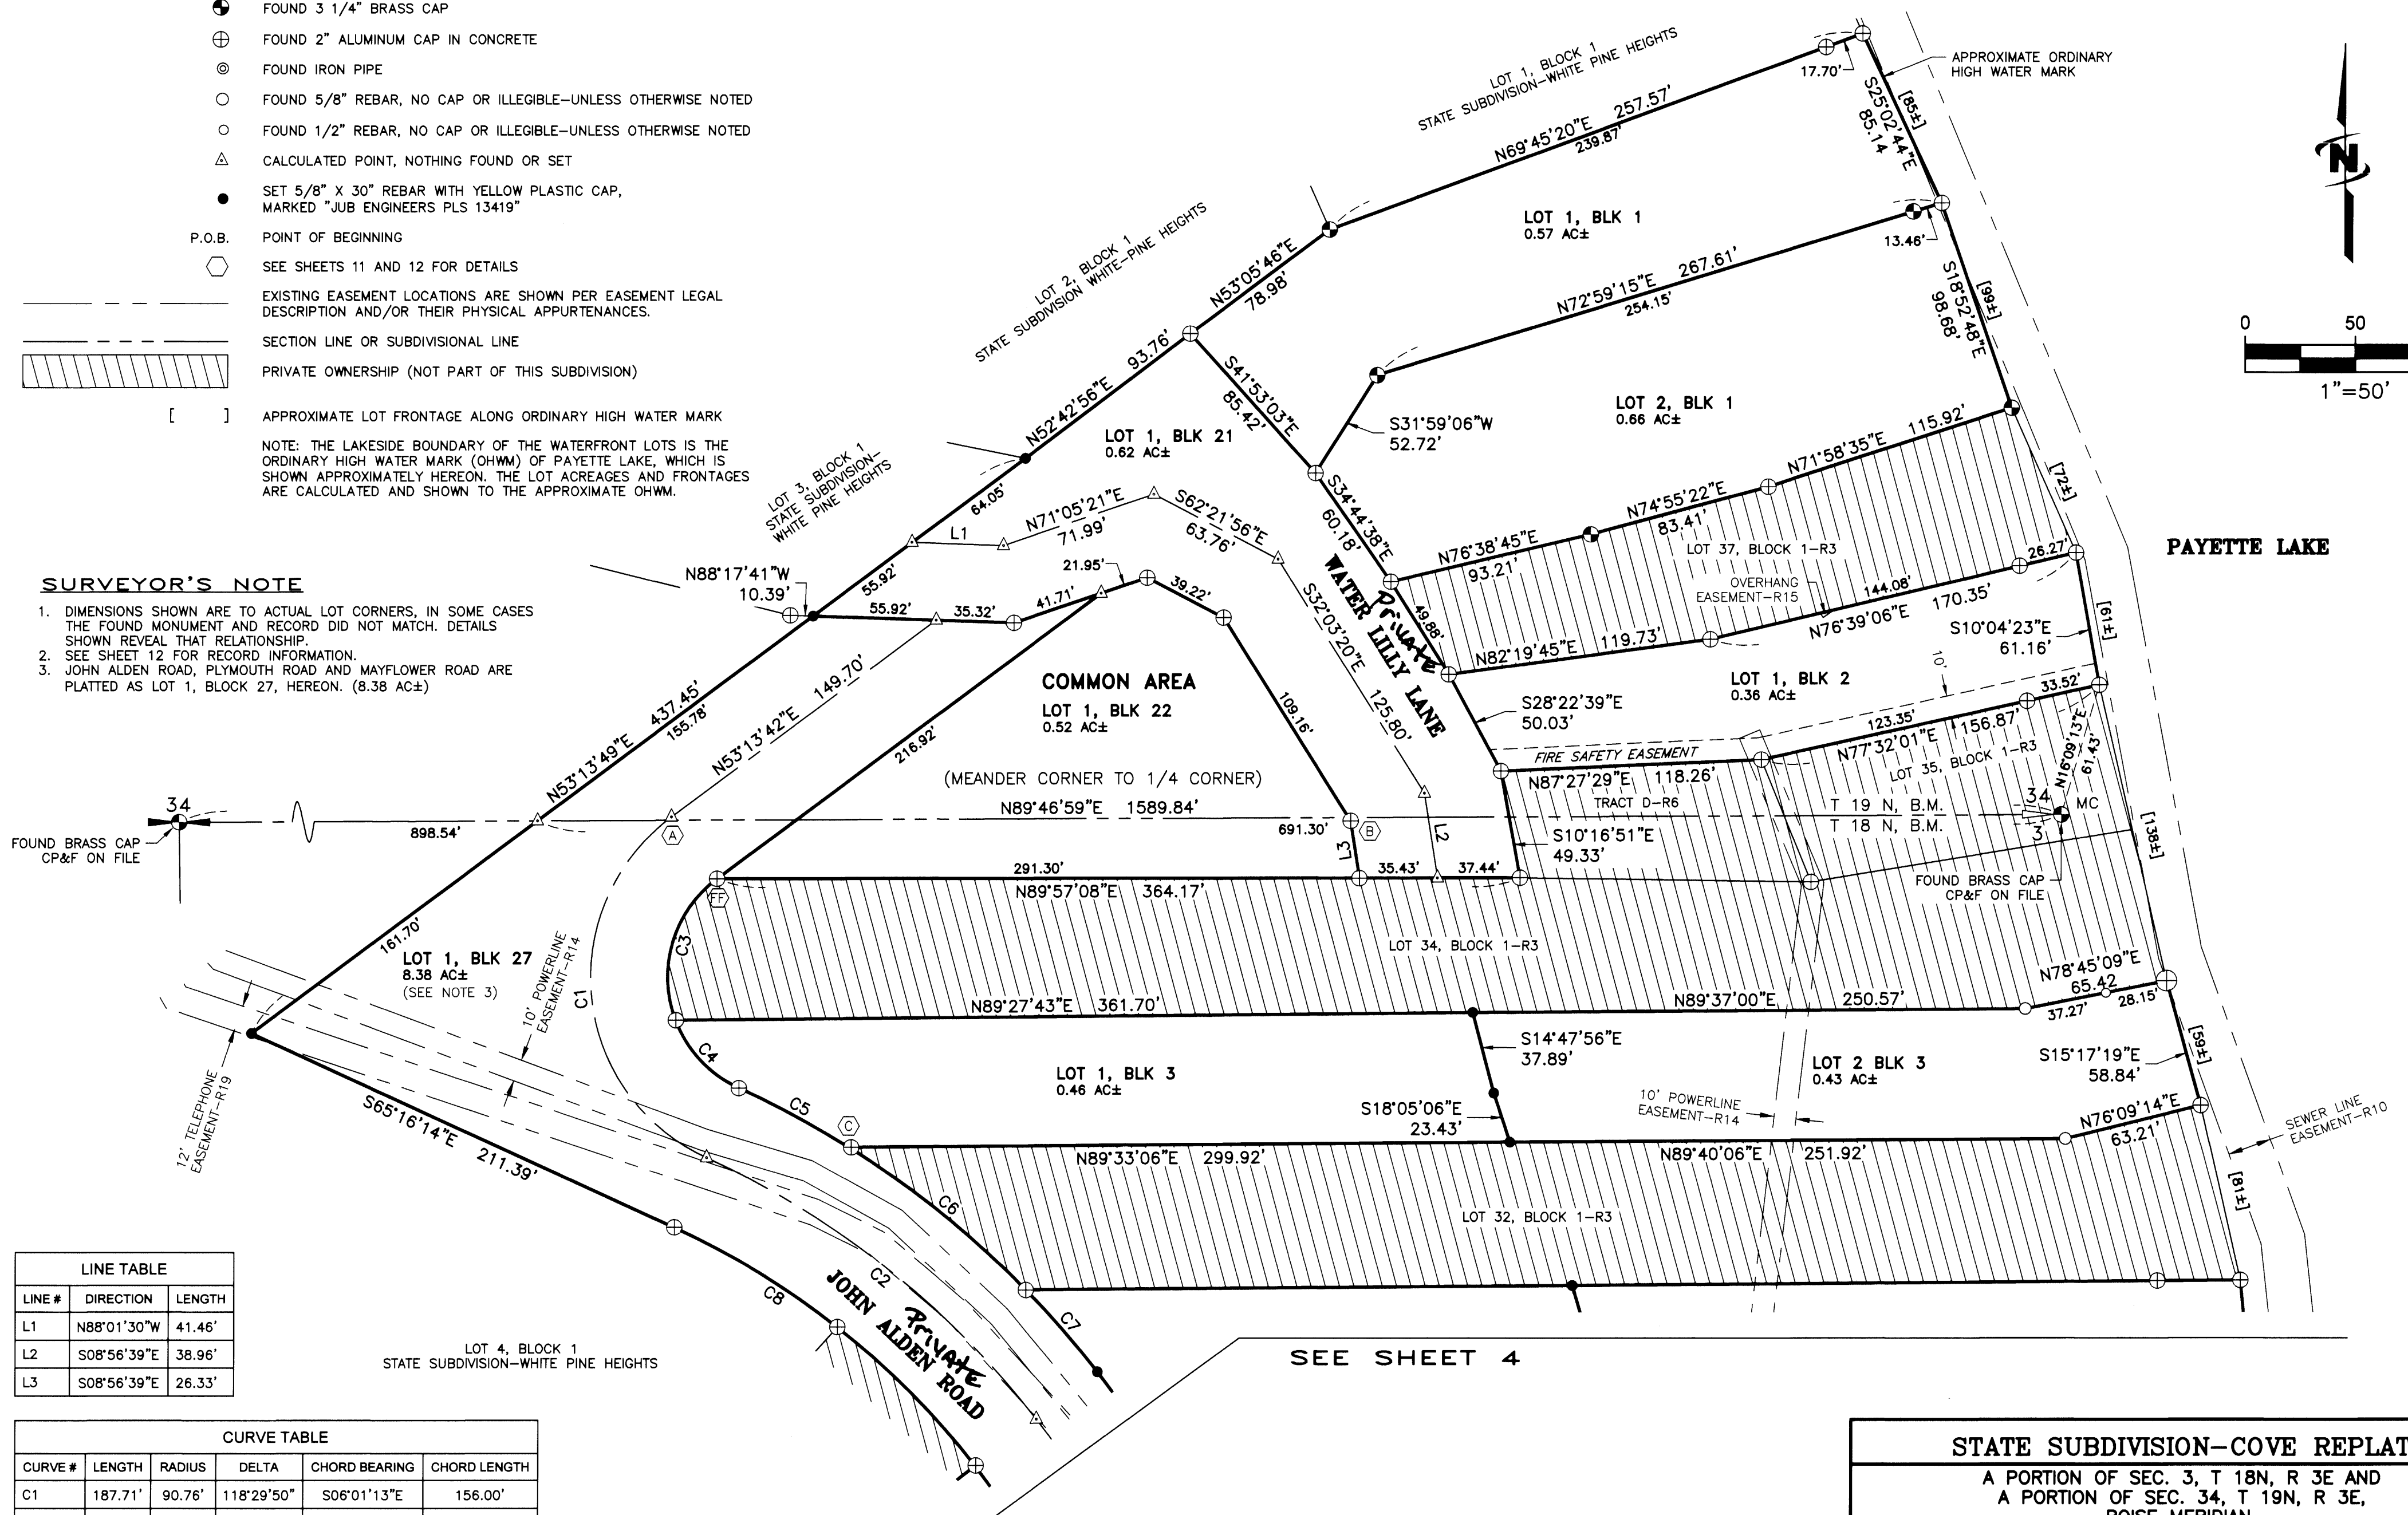 FOUND 3 1/4" BRASS CAP
FOUND 2" ALUMINUM CAP IN CONCRETE
FOUND IRON PIPE
FOUND 5/8" REBAR, NO CAP OR ILLEGIBLE-UNLESS OTHERWISE NOTED
FOUND 1/2" REBAR, NO CAP OR ILLEGIBLE-UNLESS OTHERWISE NOTED
CALCULATED POINT, NOTHING FOUND OR SET
SET 5/8" X 30" REBAR WITH YELLOW PLASTIC CAP,
MARKED "JUB ENGINEERS PLS 13419"
P.O.B. POINT OF BEGINNING
SEE SHEETS 11 AND 12 FOR DETAILS
EXISTING EASEMENT LOCATIONS ARE SHOWN PER EASEMENT LEGAL
DESCRIPTION AND/OR THEIR PHYSICAL APPURTENANCES.
SECTION LINE OR SUBDIVISIONAL LINE
PRIVATE OWNERSHIP (NOT PART OF THIS SUBDIVISION)
[ ] APPROXIMATE LOT FRONTAGE ALONG ORDINARY HIGH WATER MARK
NOTE: THE LAKESIDE BOUNDARY OF THE WATERFRONT LOTS IS THE
ORDINARY HIGH WATER MARK (OHWM) OF PAYETTE LAKE, WHICH IS
SHOWN APPROXIMATELY HEREON. THE LOT ACREAGES AND FRONTAGES
ARE CALCULATED AND SHOWN TO THE APPROXIMATE OHWM.
SURVEYOR'S NOTE
1. DIMENSIONS SHOWN ARE TO ACTUAL LOT CORNERS, IN SOME CASES
THE FOUND MONUMENT AND RECORD DID NOT MATCH. DETAILS
SHOWN REVEAL THAT RELATIONSHIP.
2. SEE SHEET 12 FOR RECORD INFORMATION.
3. JOHN ALDEN ROAD, PLYMOUTH ROAD AND MAYFLOWER ROAD ARE
PLATTED AS LOT 1, BLOCK 27, HEREON. (8.38 AC±)
LOT 1, BLOCK 1
STATE SUBDIVISION-WHITE PINE HEIGHTS
17.70'
APPROXIMATE ORDINARY
HIGH WATER MARK
N69°45'20"E 257.57'
239.87'
S25°02'44"E
85.14
[85±]
N
0 50
1"=50'
LOT 1, BLK 1
0.57 AC±
13.46'
LOT 2, BLOCK 1
STATE SUBDIVISION WHITE-PINE HEIGHTS
N53°05'46"E
78.98'
N72°59'15"E 267.61'
254.15'
S18°52'48"E
98.68'
[99±]
N52°42'56"E 93.76'
S41°53'03"E
85.42'
S31°59'06"W
52.72'
LOT 2, BLK 1
0.66 AC±
LOT 1, BLK 21
0.62 AC±
LOT 3, BLOCK 1
STATE SUBDIVISION-
WHITE PINE HEIGHTS
64.05'
L1
N71°05'21"E
71.99'
S62°21'56"E
63.76'
S34°44'38"E
60.18'
N71°58'35"E 115.92'
N74°55'22"E
83.41'
N76°38'45"E
93.21'
LOT 37, BLOCK 1-R3
[72±]
PAYETTE LAKE
OVERHANG
EASEMENT-R15
26.27'
144.08'
N76°39'06"E 170.35'
N88°17'41"W
10.39'
55.92'
55.92'
35.32'
41.71'
21.95'
39.22'
WATER LILLY LANE
Private
49.88'
S32°03'20"E 125.80'
N82°19'45"E 119.73'
[61±]
S10°04'23"E
61.16'
LOT 1, BLK 2
0.36 AC±
10'
S28°22'39"E
50.03'
COMMON AREA
LOT 1, BLK 22
0.52 AC±
109.16'
N53°13'49"E 437.45'
155.78'
N53°13'42"E 149.70'
216.92'
33.52'
123.35'
N77°32'01"E 156.87'
LOT 35, BLOCK 1-R3
N16°09'13"E
61.43'
FIRE SAFETY EASEMENT
N87°27'29"E 118.26'
TRACT D-R6
(MEANDER CORNER TO 1/4 CORNER)
N89°46'59"E 1589.84'
34
FOUND BRASS CAP
CP&F ON FILE
898.54'
A
691.30'
B
L3
L2
T 19 N, B.M.
T 18 N, B.M.
34
3
MC
S10°16'51"E
49.33'
[138±]
FOUND BRASS CAP
CP&F ON FILE
291.30'
35.43'
37.44'
N89°57'08"E 364.17'
FF
C3
161.70'
LOT 1, BLK 27
8.38 AC±
(SEE NOTE 3)
10' POWERLINE
EASEMENT-R14
C1
LOT 34, BLOCK 1-R3
N78°45'09"E
65.42
37.27'
28.15'
N89°27'43"E 361.70'
N89°37'00"E 250.57'
C4
S14°47'56"E
37.89'
LOT 1, BLK 3
0.46 AC±
LOT 2 BLK 3
0.43 AC±
S15°17'19"E
58.84'
[59±]
12' TELEPHONE
EASEMENT-R19
S65°16'14"E 211.39'
C5
C
S18°05'06"E
23.43'
10' POWERLINE
EASEMENT-R14
N76°09'14"E
63.21'
SEWER LINE
EASEMENT-R10
N89°33'06"E 299.92'
N89°40'06"E 251.92'
[81±]
C6
LOT 32, BLOCK 1-R3
C2
C8
C7
JOHN ALDEN ROAD
Private
LOT 4, BLOCK 1
STATE SUBDIVISION-WHITE PINE HEIGHTS
SEE SHEET 4
LINE TABLE
LINE # DIRECTION LENGTH
L1 N88°01'30"W 41.46'
L2 S08°56'39"E 38.96'
L3 S08°56'39"E 26.33'
CURVE TABLE
CURVE # LENGTH RADIUS DELTA CHORD BEARING CHORD LENGTH
C1 187.71' 90.76' 118°29'50" S06°01'13"E 156.00'
STATE SUBDIVISION-COVE REPLAT
A PORTION OF SEC. 3, T 18N, R 3E AND
A PORTION OF SEC. 34, T 19N, R 3E,
BOISE MERIDIAN